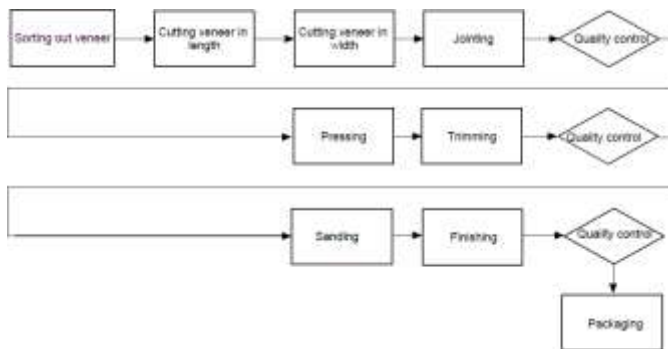 Sorting out veneer
Cutting veneer in
length
Cutting veneer in
width
Jointing
Quality control
Pressing
Trimming
Quality control
Sanding
Finishing
Quality control
Packaging